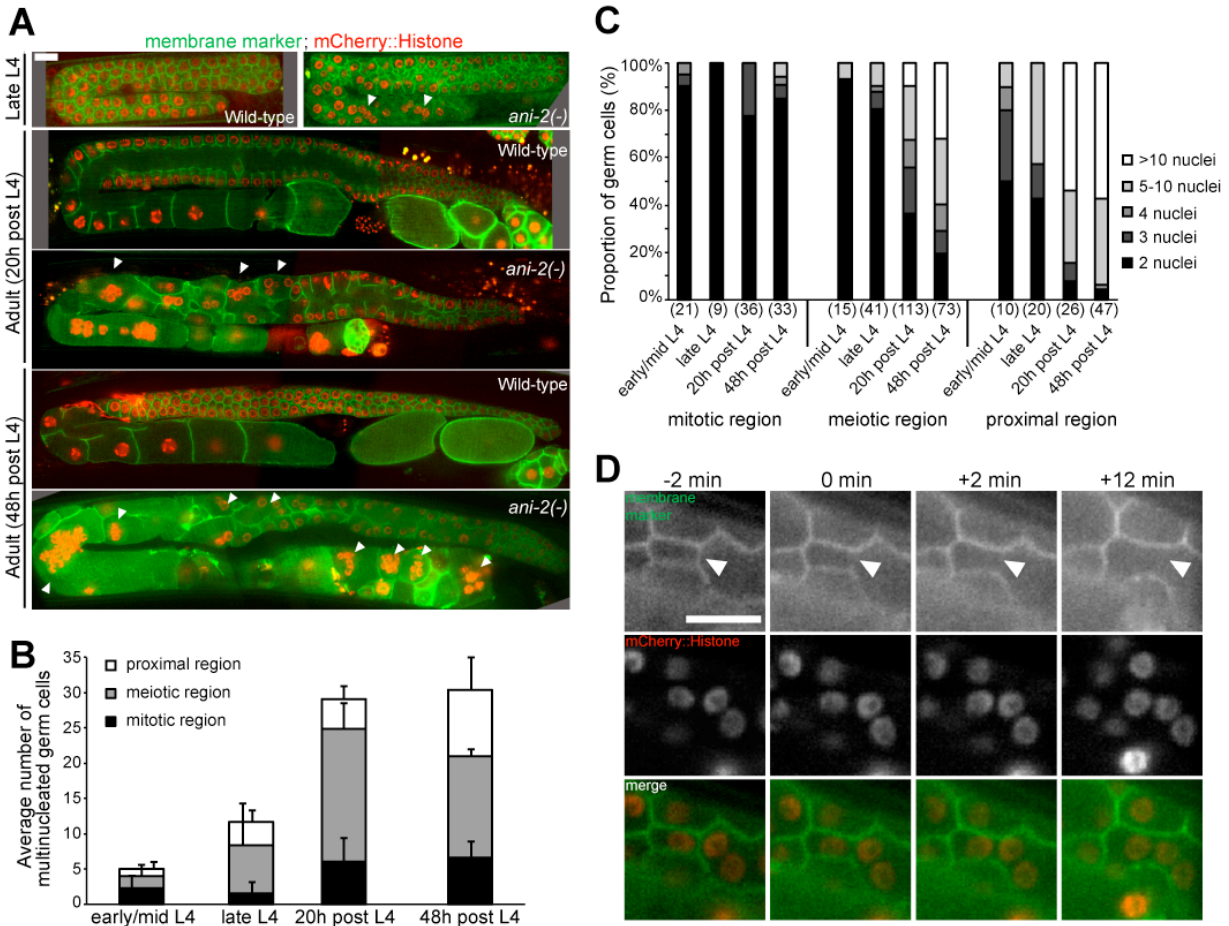 A
membrane marker; mCherry::Histone
Late L4
Wild-type
ani-2(-)
Adult (20h post L4)
Wild-type
ani-2(-)
Adult (48h post L4)
Wild-type
ani-2(-)
B
Average number of
multinucleated germ cells
35
30
25
20
15
10
5
0
proximal region
meiotic region
mitotic region
early/mid L4
late L4
20h post L4
48h post L4
C
Proportion of germ cells (%)
100%
80%
60%
40%
20%
0%
>10 nuclei
5-10 nuclei
4 nuclei
3 nuclei
2 nuclei
(21) (9) (36) (33) (15) (41) (113) (73) (10) (20) (26) (47)
early/mid L4
late L4
20h post L4
48h post L4
early/mid L4
late L4
20h post L4
48h post L4
early/mid L4
late L4
20h post L4
48h post L4
mitotic region
meiotic region
proximal region
D
-2 min
0 min
+2 min
+12 min
membrane
marker
mCherry::Histone
merge